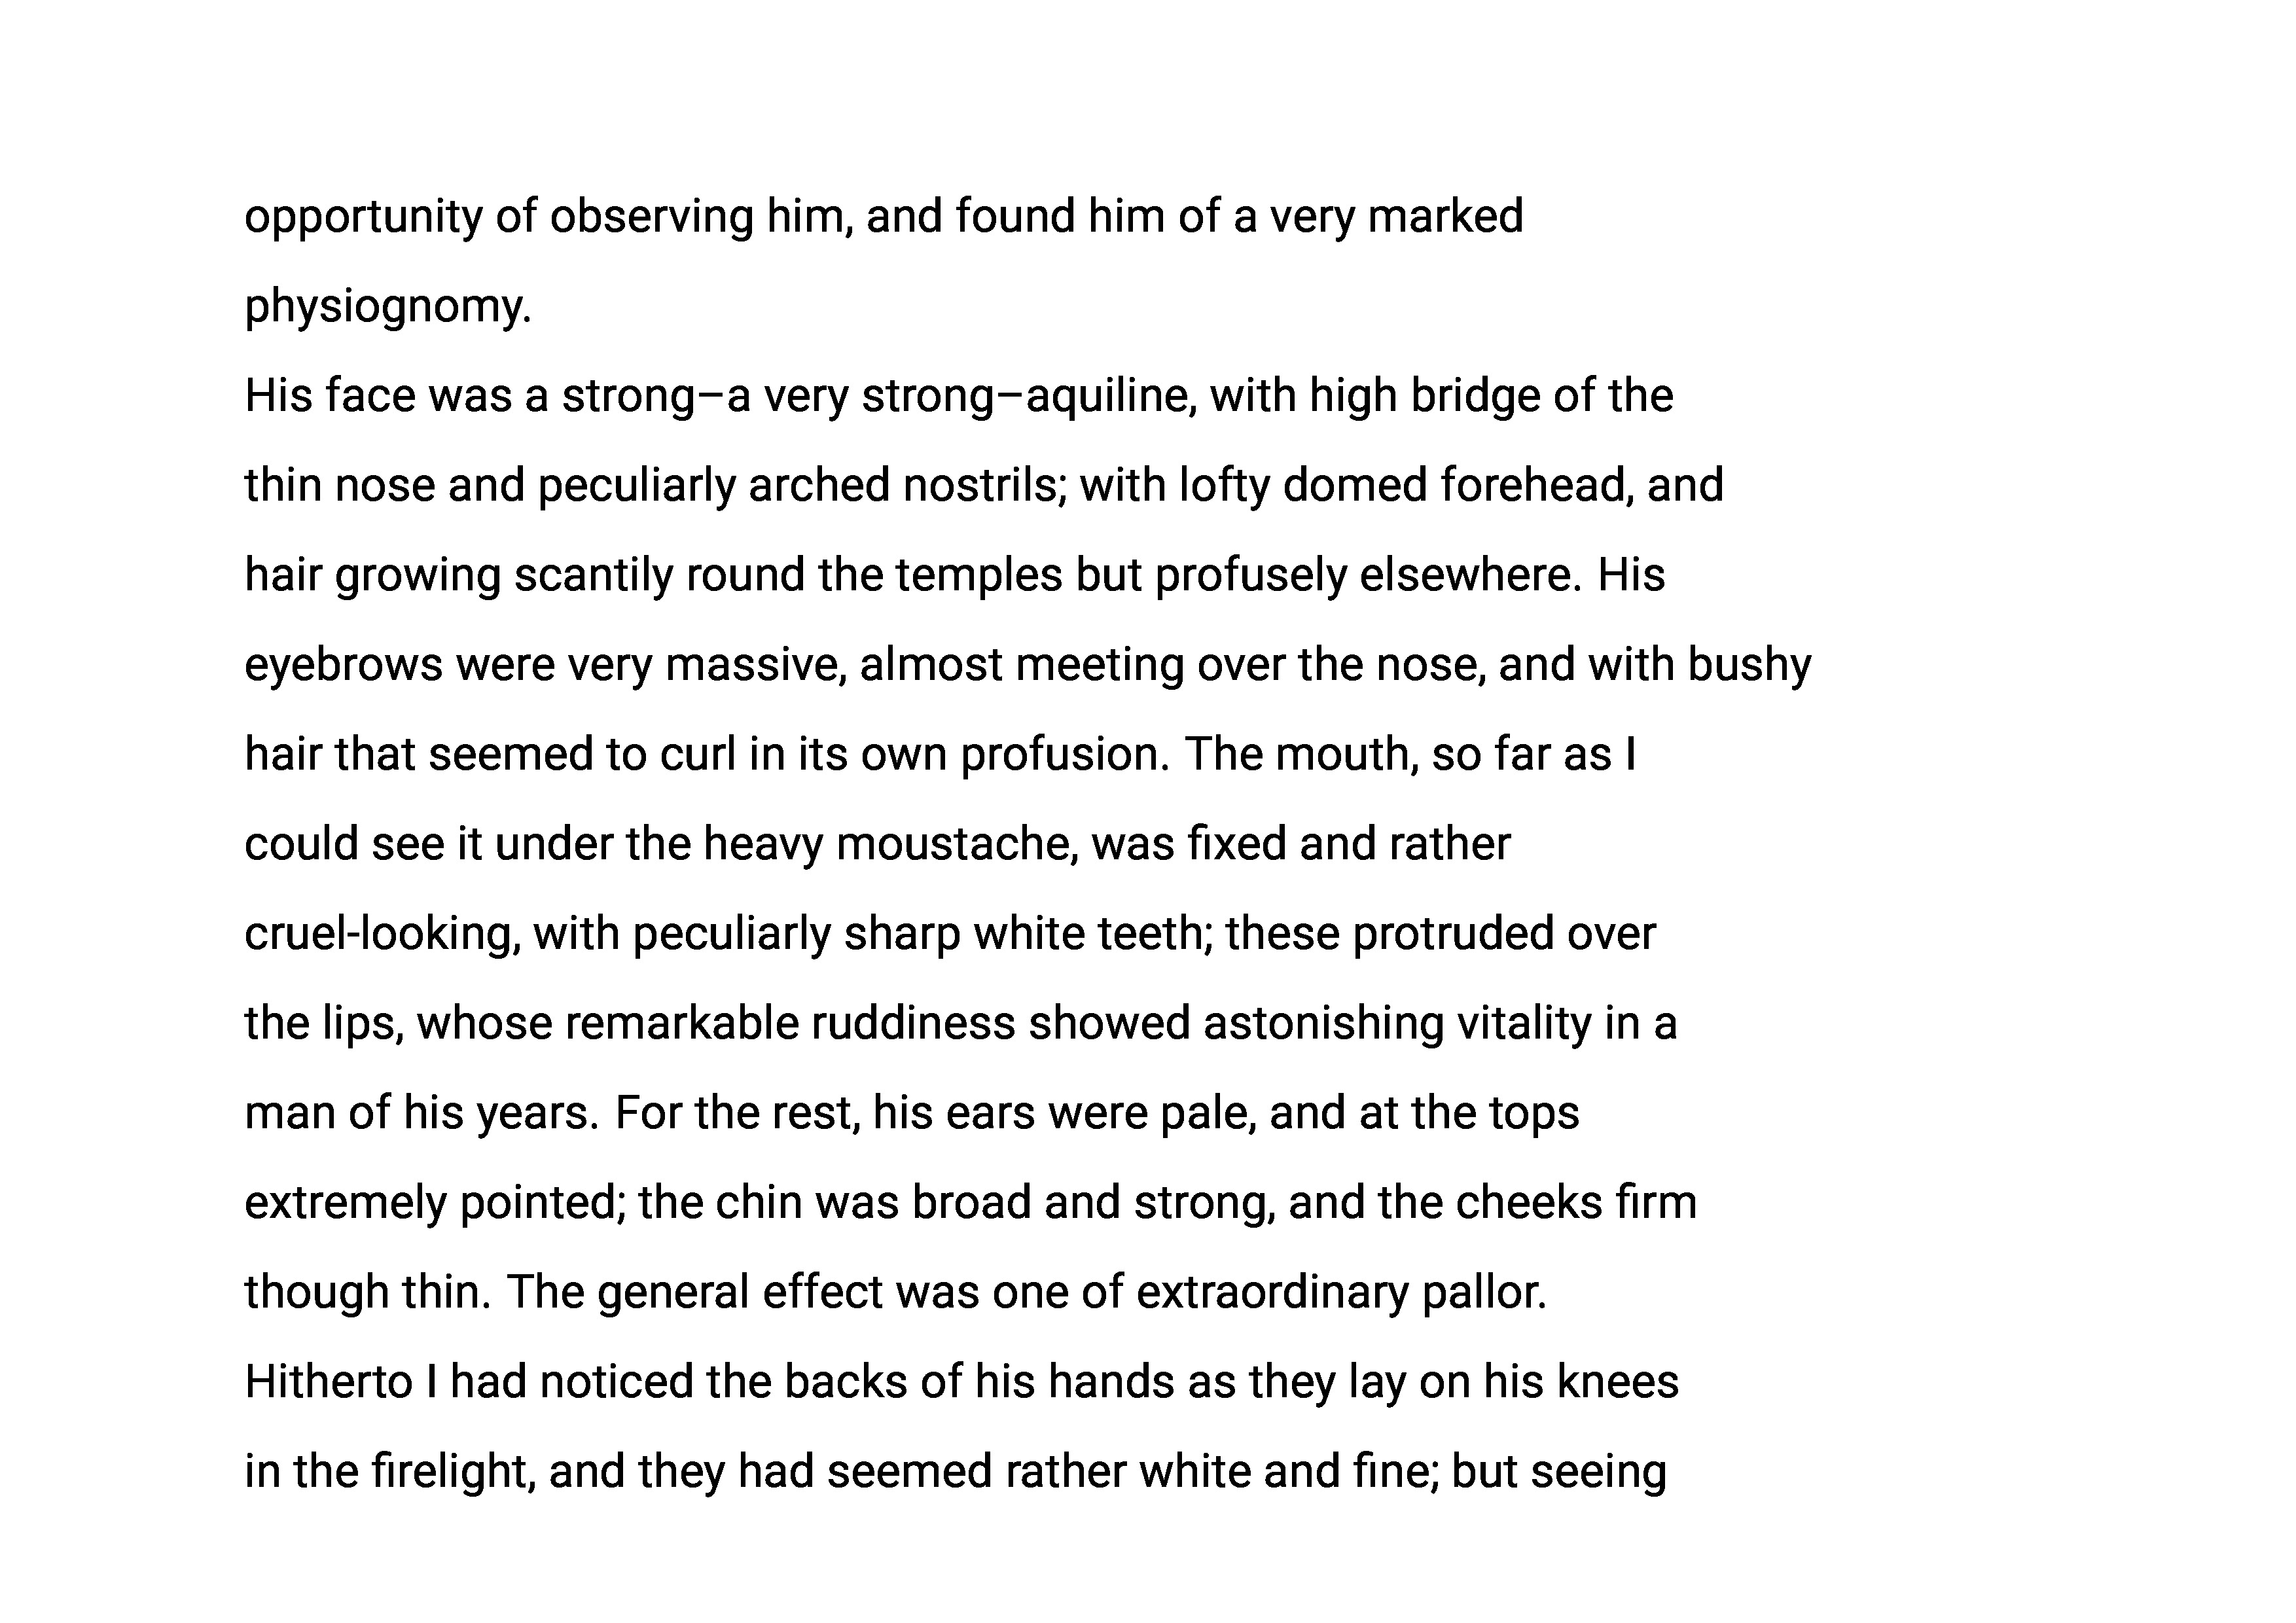 opportunity of observing him, and found him of a very marked
physiognomy.
His face was a strong–a very strong–aquiline, with high bridge of the
thin nose and peculiarly arched nostrils; with lofty domed forehead, and
hair growing scantily round the temples but profusely elsewhere. His
eyebrows were very massive, almost meeting over the nose, and with bushy
hair that seemed to curl in its own profusion. The mouth, so far as I
could see it under the heavy moustache, was fixed and rather
cruel-looking, with peculiarly sharp white teeth; these protruded over
the lips, whose remarkable ruddiness showed astonishing vitality in a
man of his years. For the rest, his ears were pale, and at the tops
extremely pointed; the chin was broad and strong, and the cheeks firm
though thin. The general effect was one of extraordinary pallor.
Hitherto I had noticed the backs of his hands as they lay on his knees
in the firelight, and they had seemed rather white and fine; but seeing